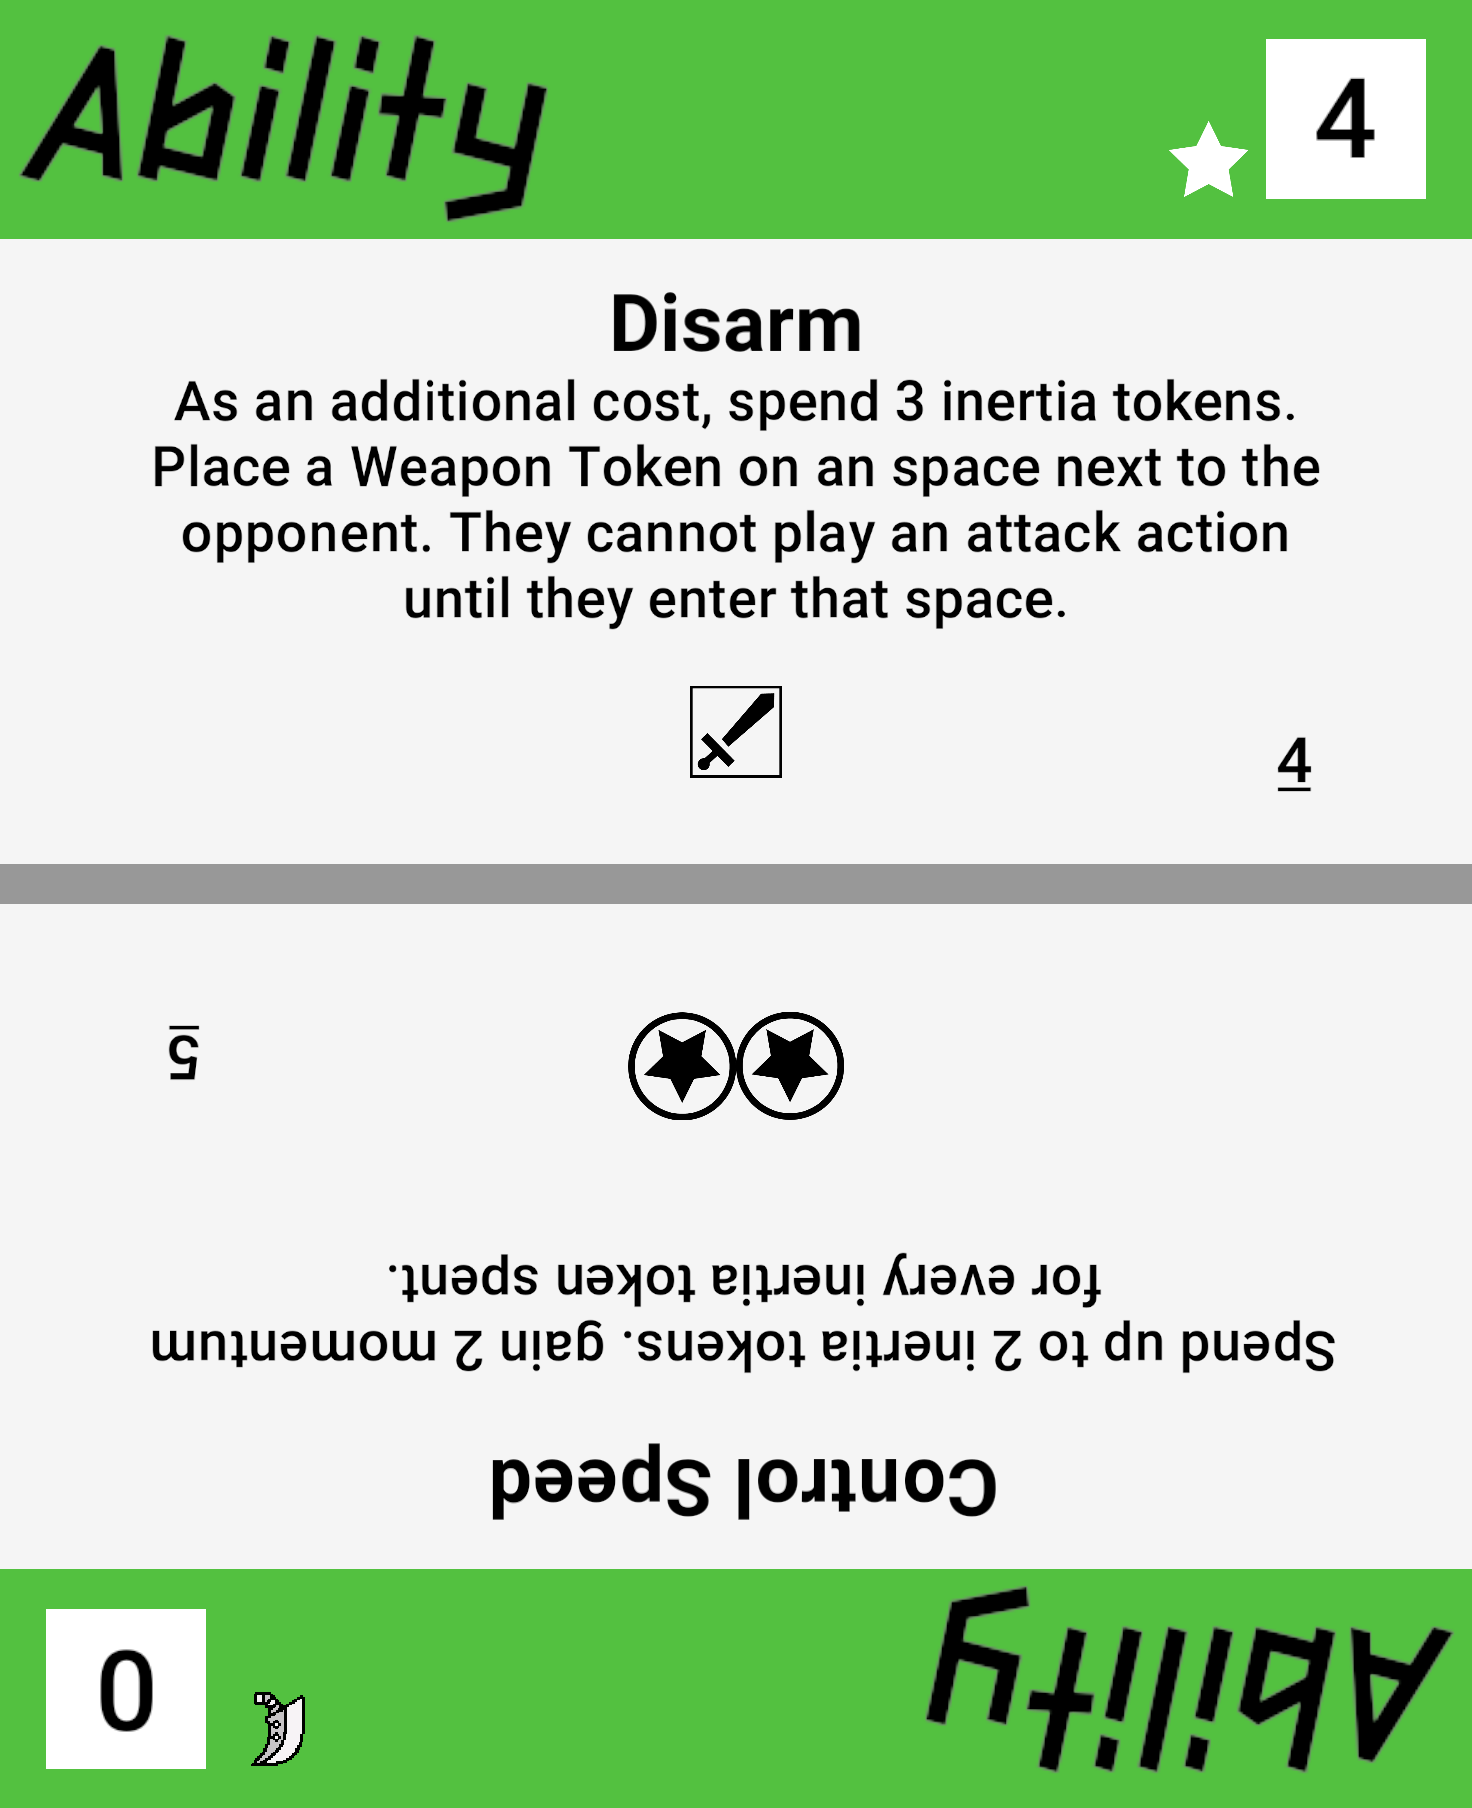 Ability
4
Disarm
As an additional cost, spend 3 inertia tokens.
Place a Weapon Token on an space next to the
opponent. They cannot play an attack action
until they enter that space.
4
Ability
0
Control Speed
Spend up to 2 inertia tokens. gain 2 momentum
for every inertia token spent.
5